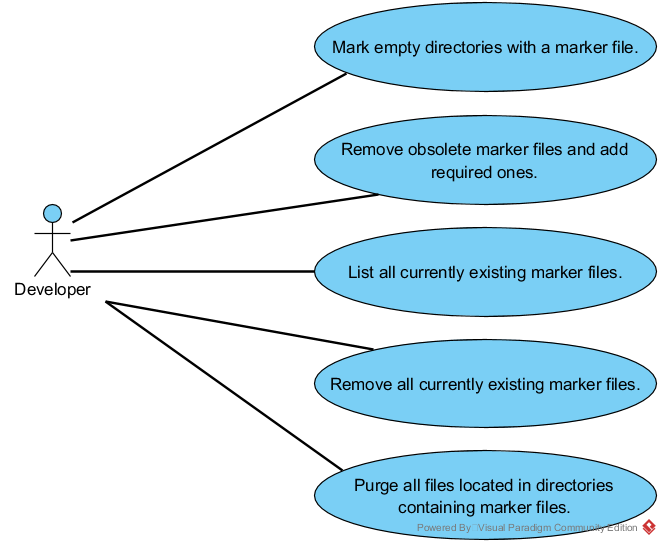 Mark empty directories with a marker file.
Remove obsolete marker files and add
required ones.
List all currently existing marker files.
Developer
Remove all currently existing marker files.
Purge all files located in directories
containing marker files.
Powered By Visual Paradigm Community Edition